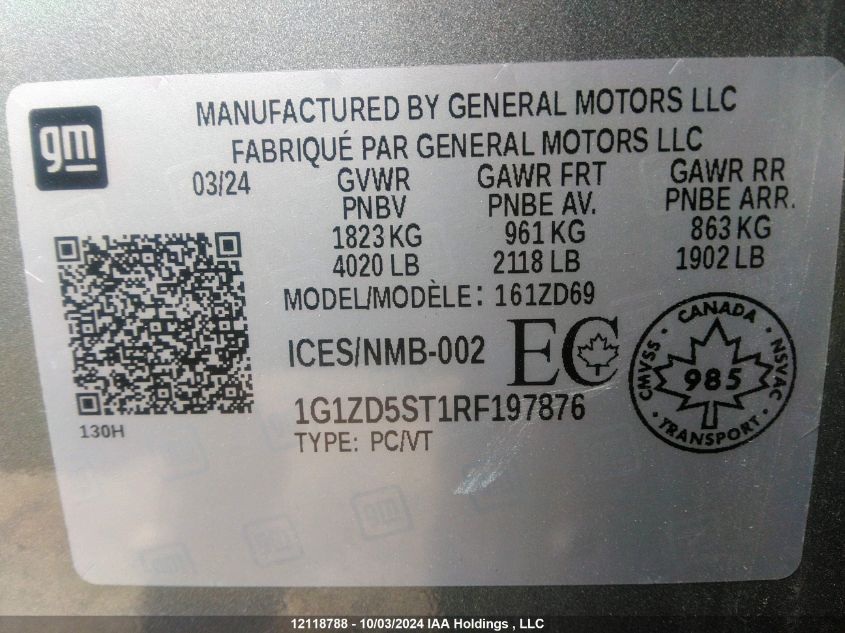 gm
MANUFACTURED BY GENERAL MOTORS LLC
FABRIQUÉ PAR GENERAL MOTORS LLC
03/24 GVWR GAWR FRT GAWR RR
PNBV PNBE AV. PNBE ARR.
1823 KG 961 KG 863 KG
4020 LB 2118 LB 1902 LB
MODEL/MODÈLE: 161ZD69
ICES/NMB-002 EC
CANADA
CMVSS NSVAC
985
TRANSPORT
1G1ZD5ST1RF197876
130H
TYPE: PC/VT
gm gm gm
12118788 - 10/03/2024 IAA Holdings , LLC